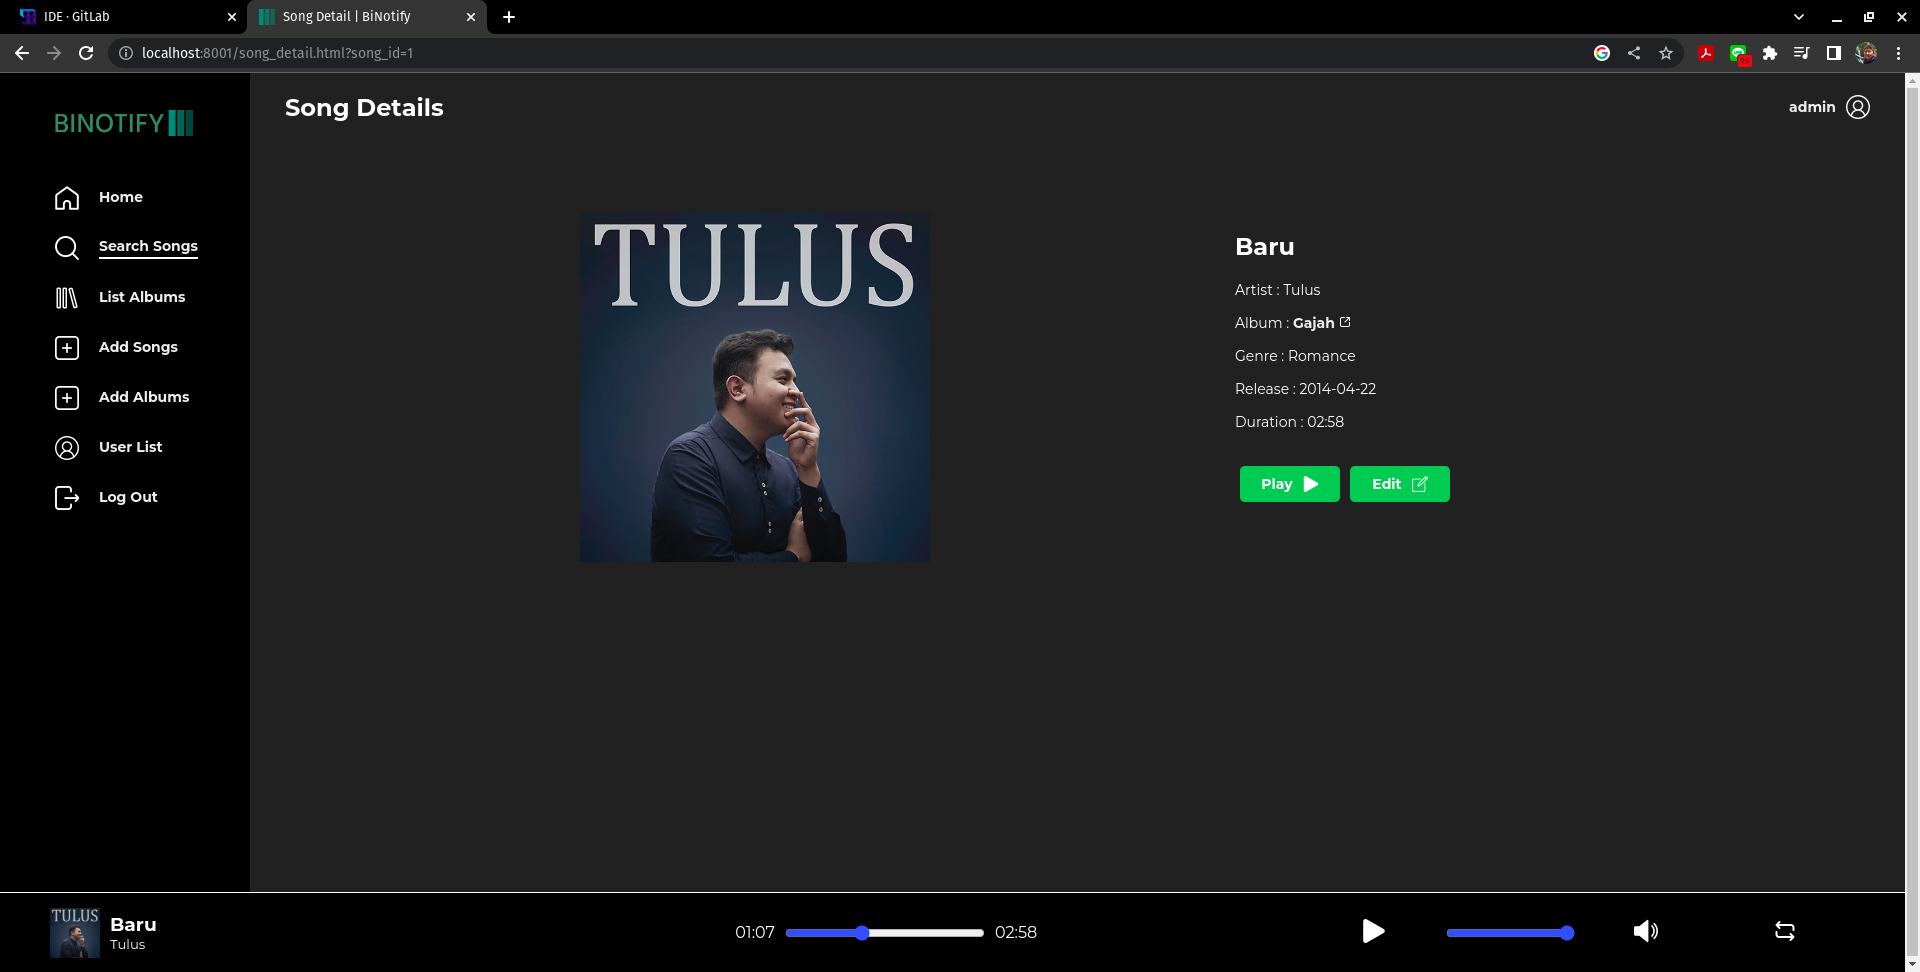 IDE · GitLab
Song Detail | BiNotify
localhost:8001/song_detail.html?song_id=1
BINOTIFY
Home
Search Songs
List Albums
Add Songs
Add Albums
User List
Log Out
Song Details
admin
TULUS
Baru
Artist : Tulus
Album : Gajah
Genre : Romance
Release : 2014-04-22
Duration : 02:58
Play
Edit
TULUS
Baru
Tulus
01:07
02:58